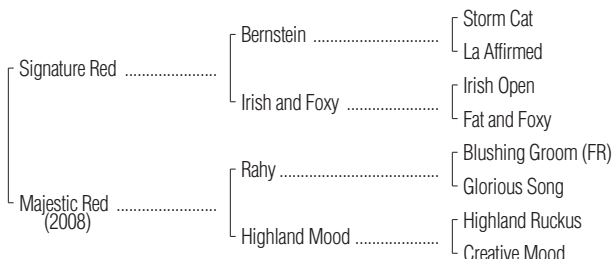 Storm Cat
Bernstein ..............................
La Affirmed
Signature Red ......................
Irish Open
Irish and Foxy ......................
Fat and Foxy
Blushing Groom (FR)
Rahy ......................................
Glorious Song
Majestic Red ........................
(2008)
Highland Ruckus
Highland Mood ....................
Creative Mood